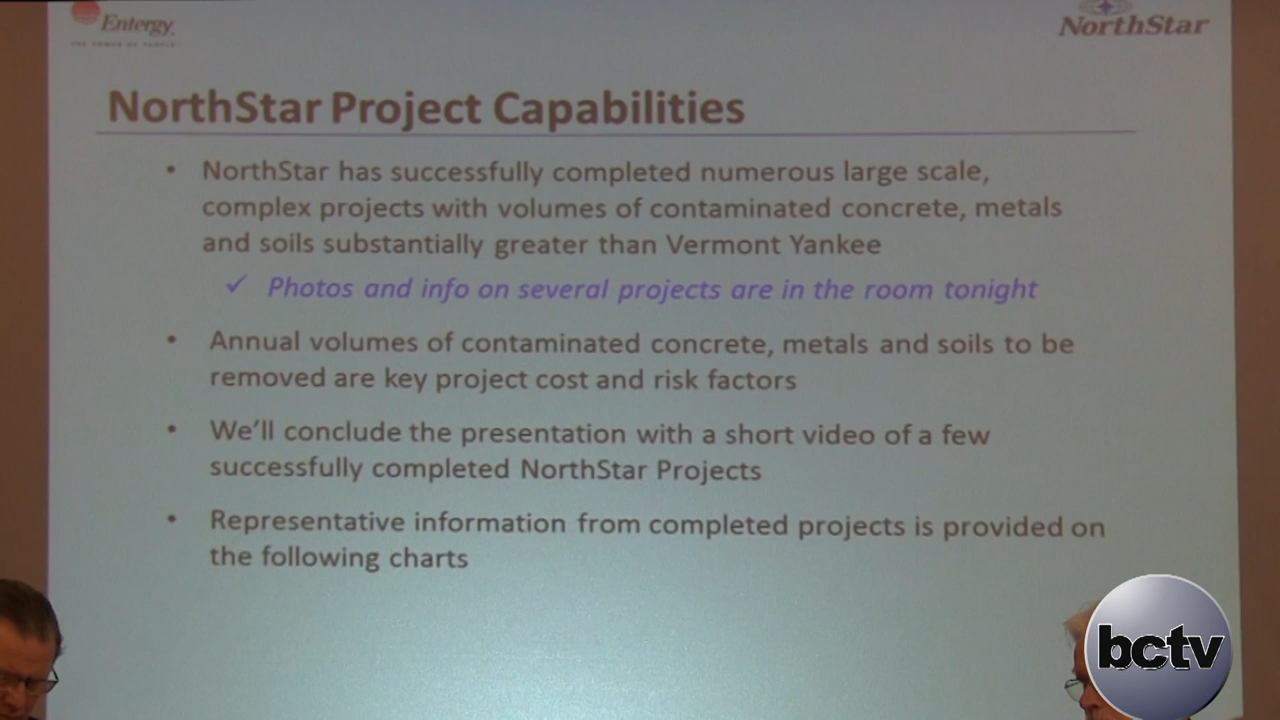 Entergy
NorthStar
NorthStar Project Capabilities
• NorthStar has successfully completed numerous large scale,
complex projects with volumes of contaminated concrete, metals
and soils substantially greater than Vermont Yankee
✓ Photos and info on several projects are in the room tonight
• Annual volumes of contaminated concrete, metals and soils to be
removed are key project cost and risk factors
• We'll conclude the presentation with a short video of a few
successfully completed NorthStar Projects
• Representative information from completed projects is provided on
the following charts
bctv